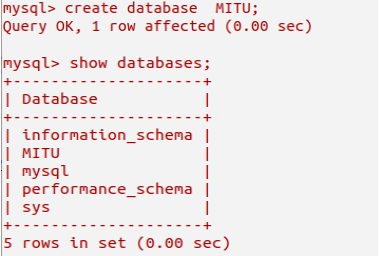 mysql> create database  MITU;
Query OK, 1 row affected (0.00 sec)

mysql> show databases;
+--------------------+
| Database           |
+--------------------+
| information_schema |
| MITU               |
| mysql              |
| performance_schema |
| sys                |
+--------------------+
5 rows in set (0.00 sec)